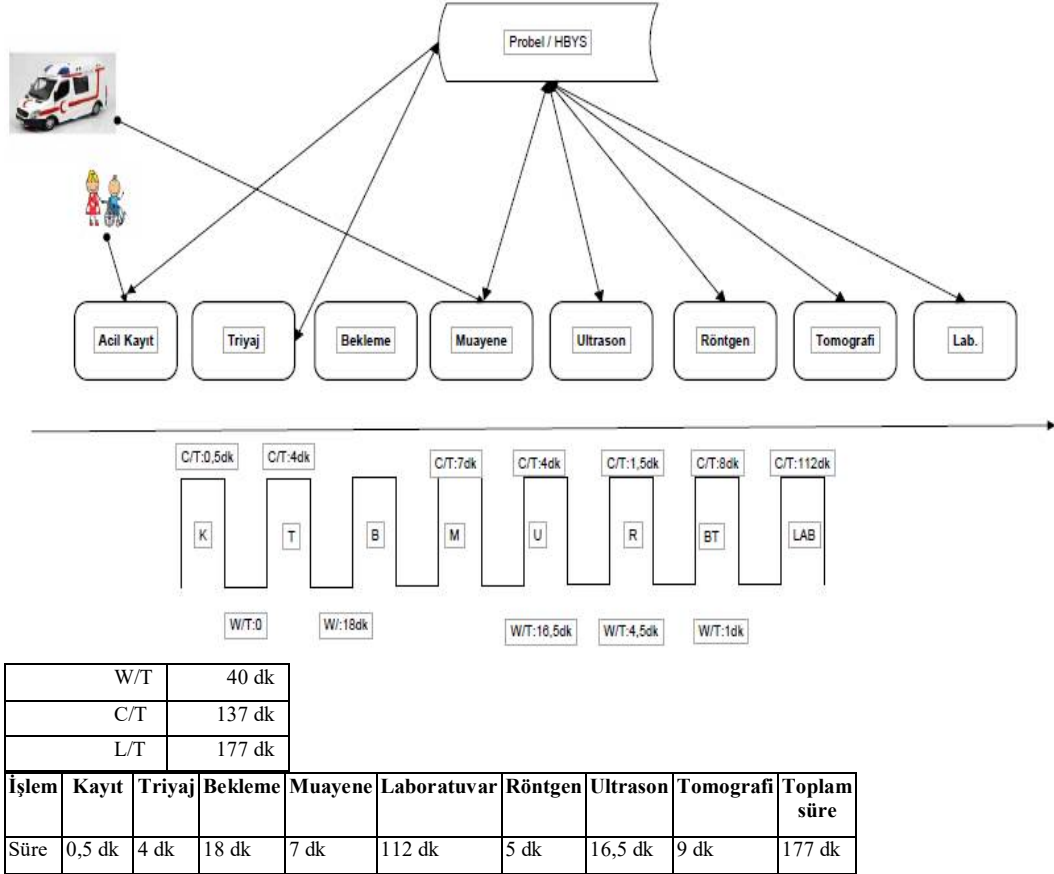 Probel / HBYS
Acil Kayıt
Triyaj
Bekleme
Muayene
Ultrason
Röntgen
Tomografi
Lab.
C/T:0,5dk
C/T:4dk
C/T:7dk
C/T:4dk
C/T:1,5dk
C/T:8dk
C/T:112dk
K
T
B
M
U
R
BT
LAB
W/T:0
W/:18dk
W/T:16,5dk
W/T:4,5dk
W/T:1dk
W/T 40 dk
C/T 137 dk
L/T 177 dk
İşlem Kayıt Triyaj Bekleme Muayene Laboratuvar Röntgen Ultrason Tomografi Toplam
süre
Süre 0,5 dk 4 dk 18 dk 7 dk 112 dk 5 dk 16,5 dk 9 dk 177 dk